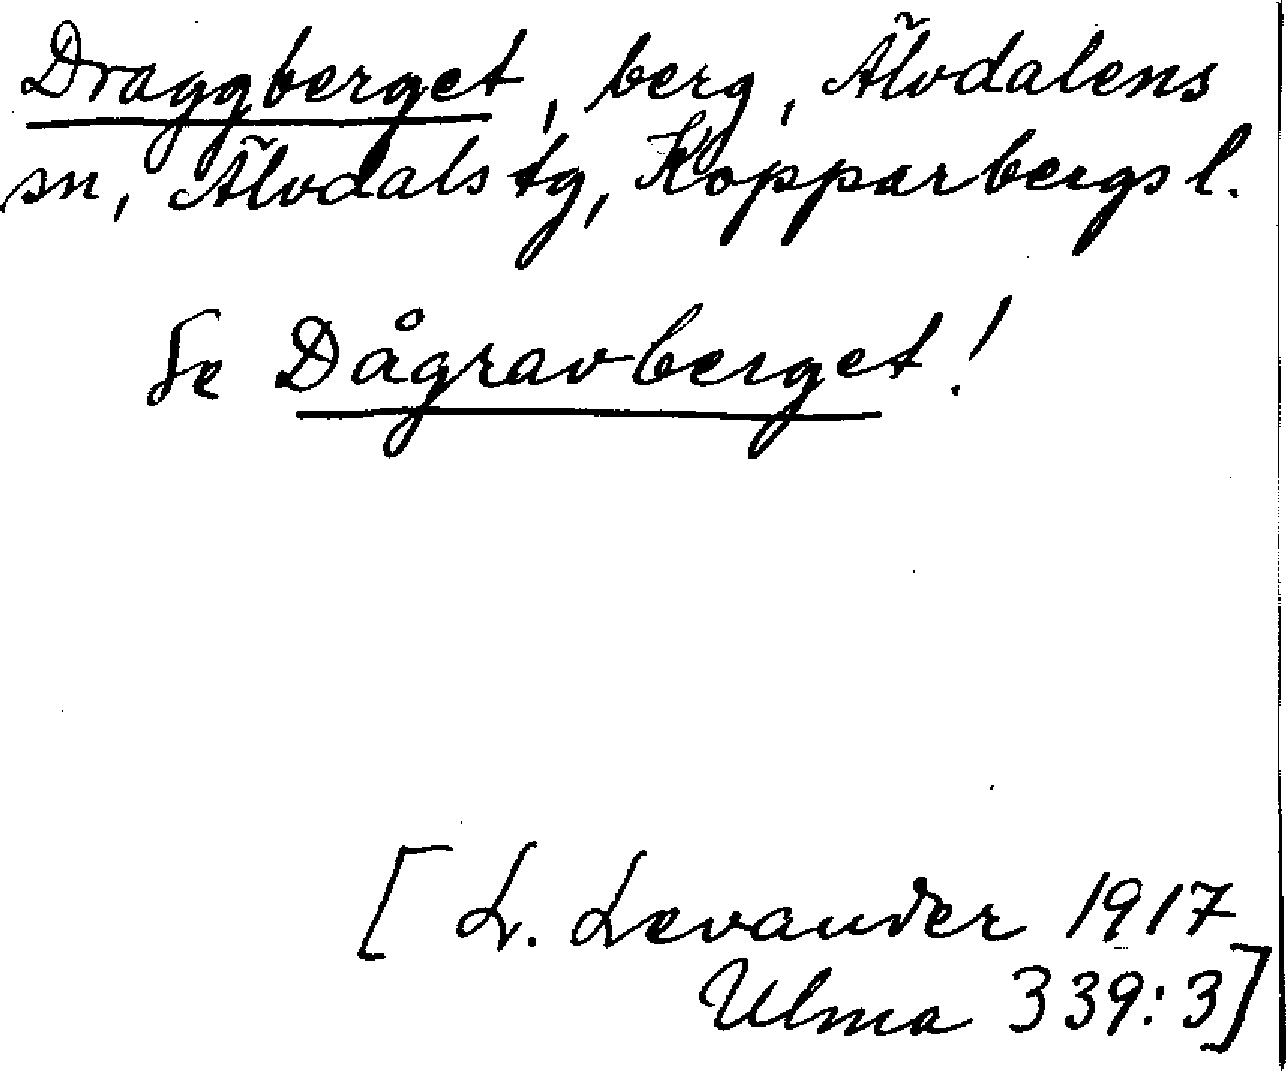 Draggberget, berg, Älvdalens
sn, Älvdals tg, Kopparbergs l.
Se Dågravberget!
[L. Levander 1917
Ulma 339:3]